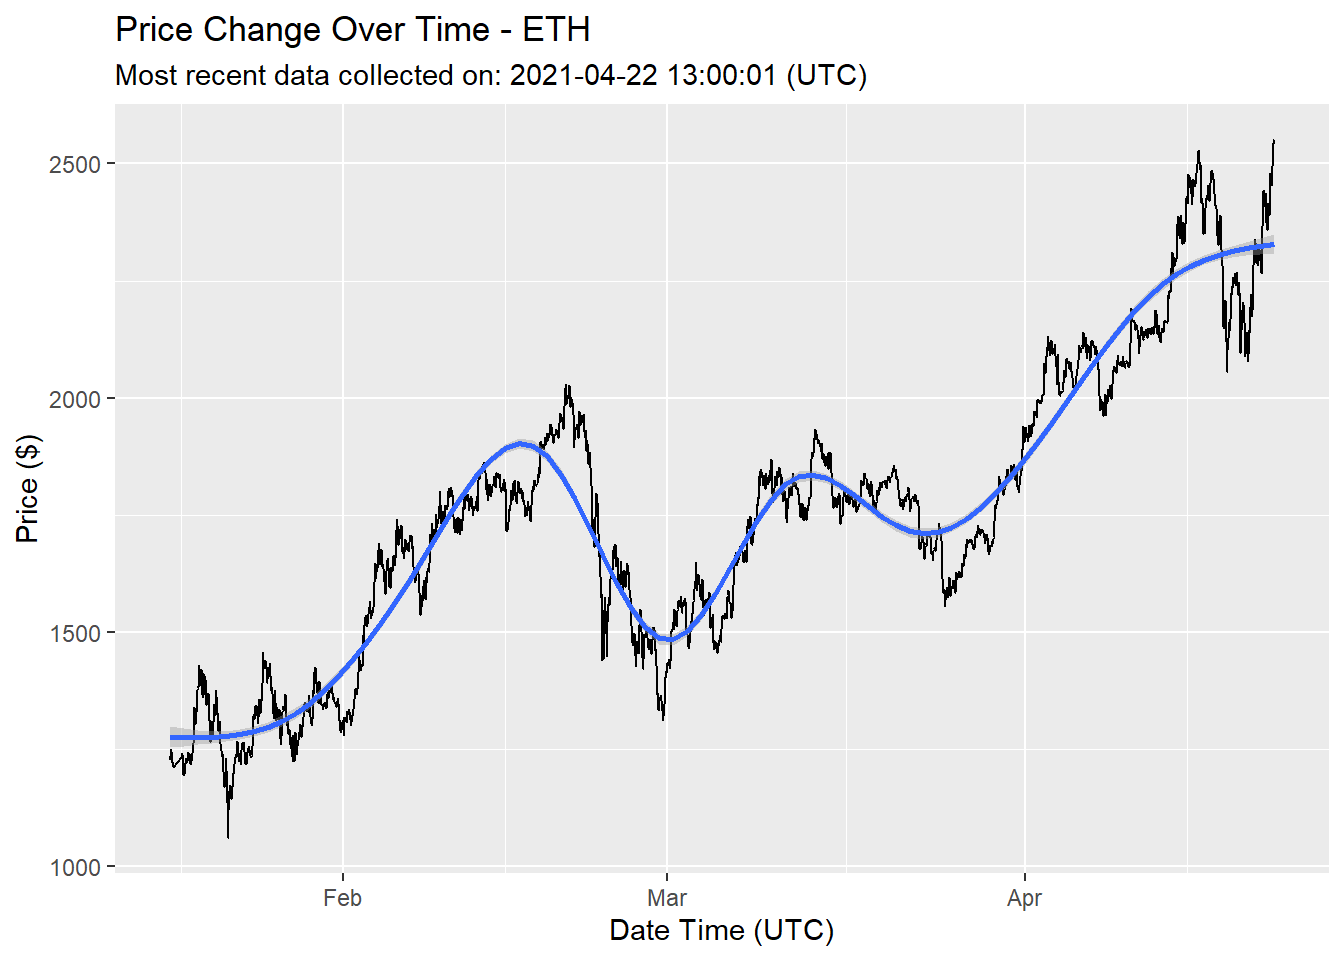 Price Change Over Time - ETH
Most recent data collected on: 2021-04-22 13:00:01 (UTC)
Price ($)
2500
2000
1500
1000
Feb
Mar
Apr
Date Time (UTC)